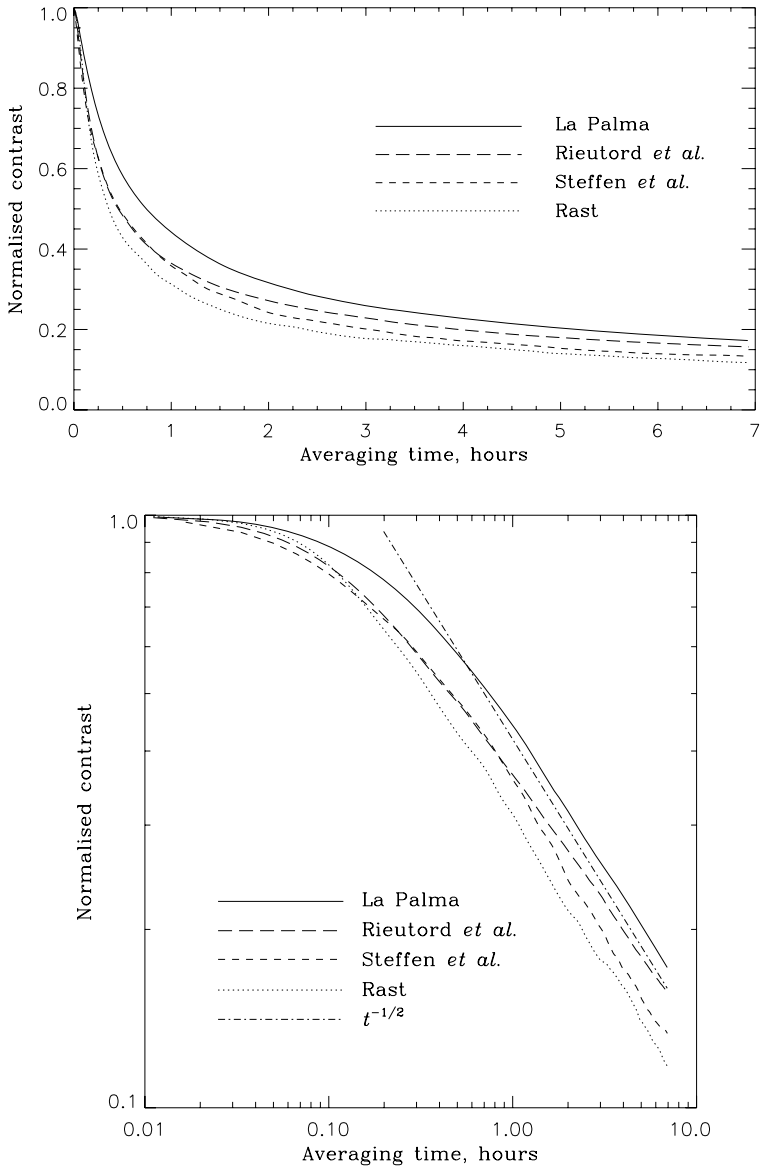 1.0
0.8
0.6
0.4
0.2
0.0
Normalised contrast
La Palma
Rieutord et al.
Steffen et al.
Rast
0 1 2 3 4 5 6 7
Averaging time, hours
1.0
0.1
Normalised contrast
La Palma
Rieutord et al.
Steffen et al.
Rast
t^{-1/2}
0.01 0.10 1.00 10.0
Averaging time, hours